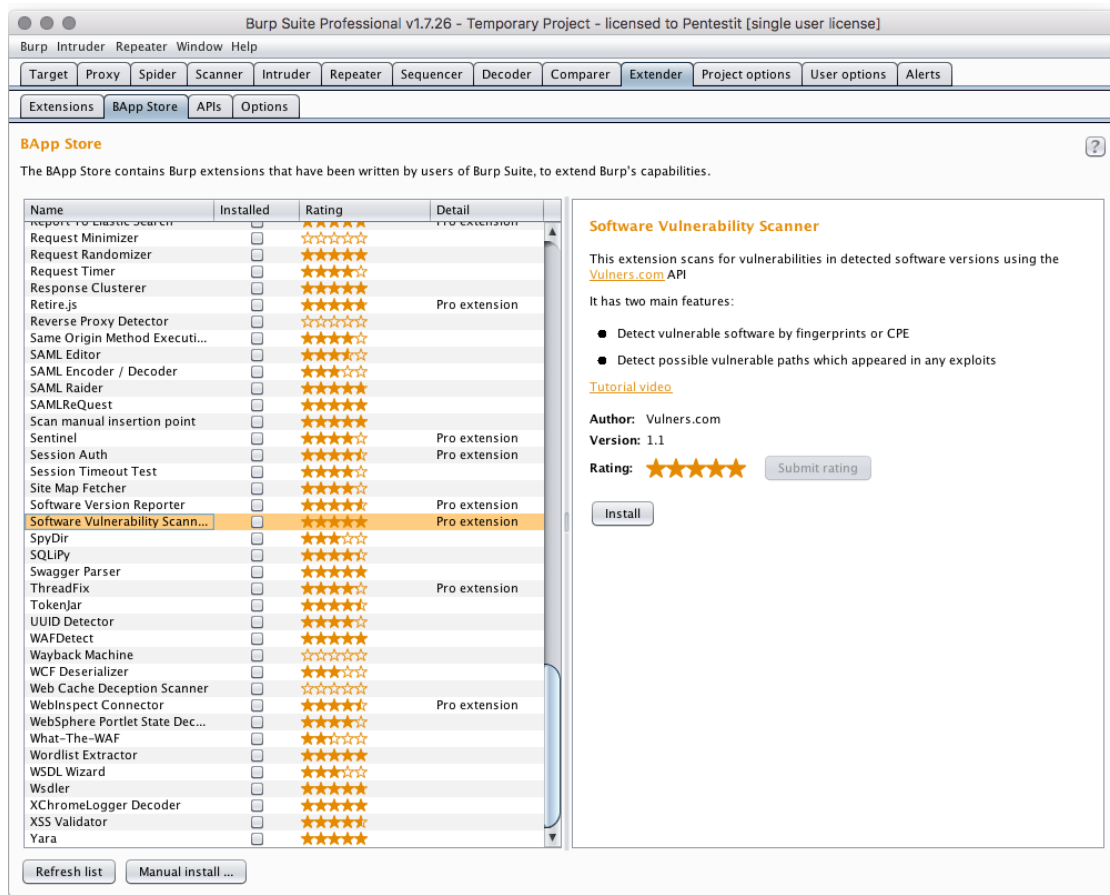 Burp Suite Professional v1.7.26 - Temporary Project - licensed to Pentestit [single user license]
Burp Intruder Repeater Window Help
Target Proxy Spider Scanner Intruder Repeater Sequencer Decoder Comparer Extender Project options User options Alerts
Extensions BApp Store APIs Options
BApp Store
?
The BApp Store contains Burp extensions that have been written by users of Burp Suite, to extend Burp's capabilities.
Name Installed Rating Detail
Report To Elastic Search Pro extension
Request Minimizer
Request Randomizer
Request Timer
Response Clusterer
Retire.js Pro extension
Reverse Proxy Detector
Same Origin Method Executi...
SAML Editor
SAML Encoder / Decoder
SAML Raider
SAMLReQuest
Scan manual insertion point
Sentinel Pro extension
Session Auth Pro extension
Session Timeout Test
Site Map Fetcher
Software Version Reporter Pro extension
Software Vulnerability Scann... Pro extension
SpyDir
SQLiPy
Swagger Parser
ThreadFix Pro extension
TokenJar
UUID Detector
WAFDetect
Wayback Machine
WCF Deserializer
Web Cache Deception Scanner
WebInspect Connector Pro extension
WebSphere Portlet State Dec...
What-The-WAF
Wordlist Extractor
WSDL Wizard
Wsdler
XChromeLogger Decoder
XSS Validator
Yara
Software Vulnerability Scanner
This extension scans for vulnerabilities in detected software versions using the
Vulners.com API
It has two main features:
Detect vulnerable software by fingerprints or CPE
Detect possible vulnerable paths which appeared in any exploits
Tutorial video
Author: Vulners.com
Version: 1.1
Rating: Submit rating
Install
Refresh list Manual install ...